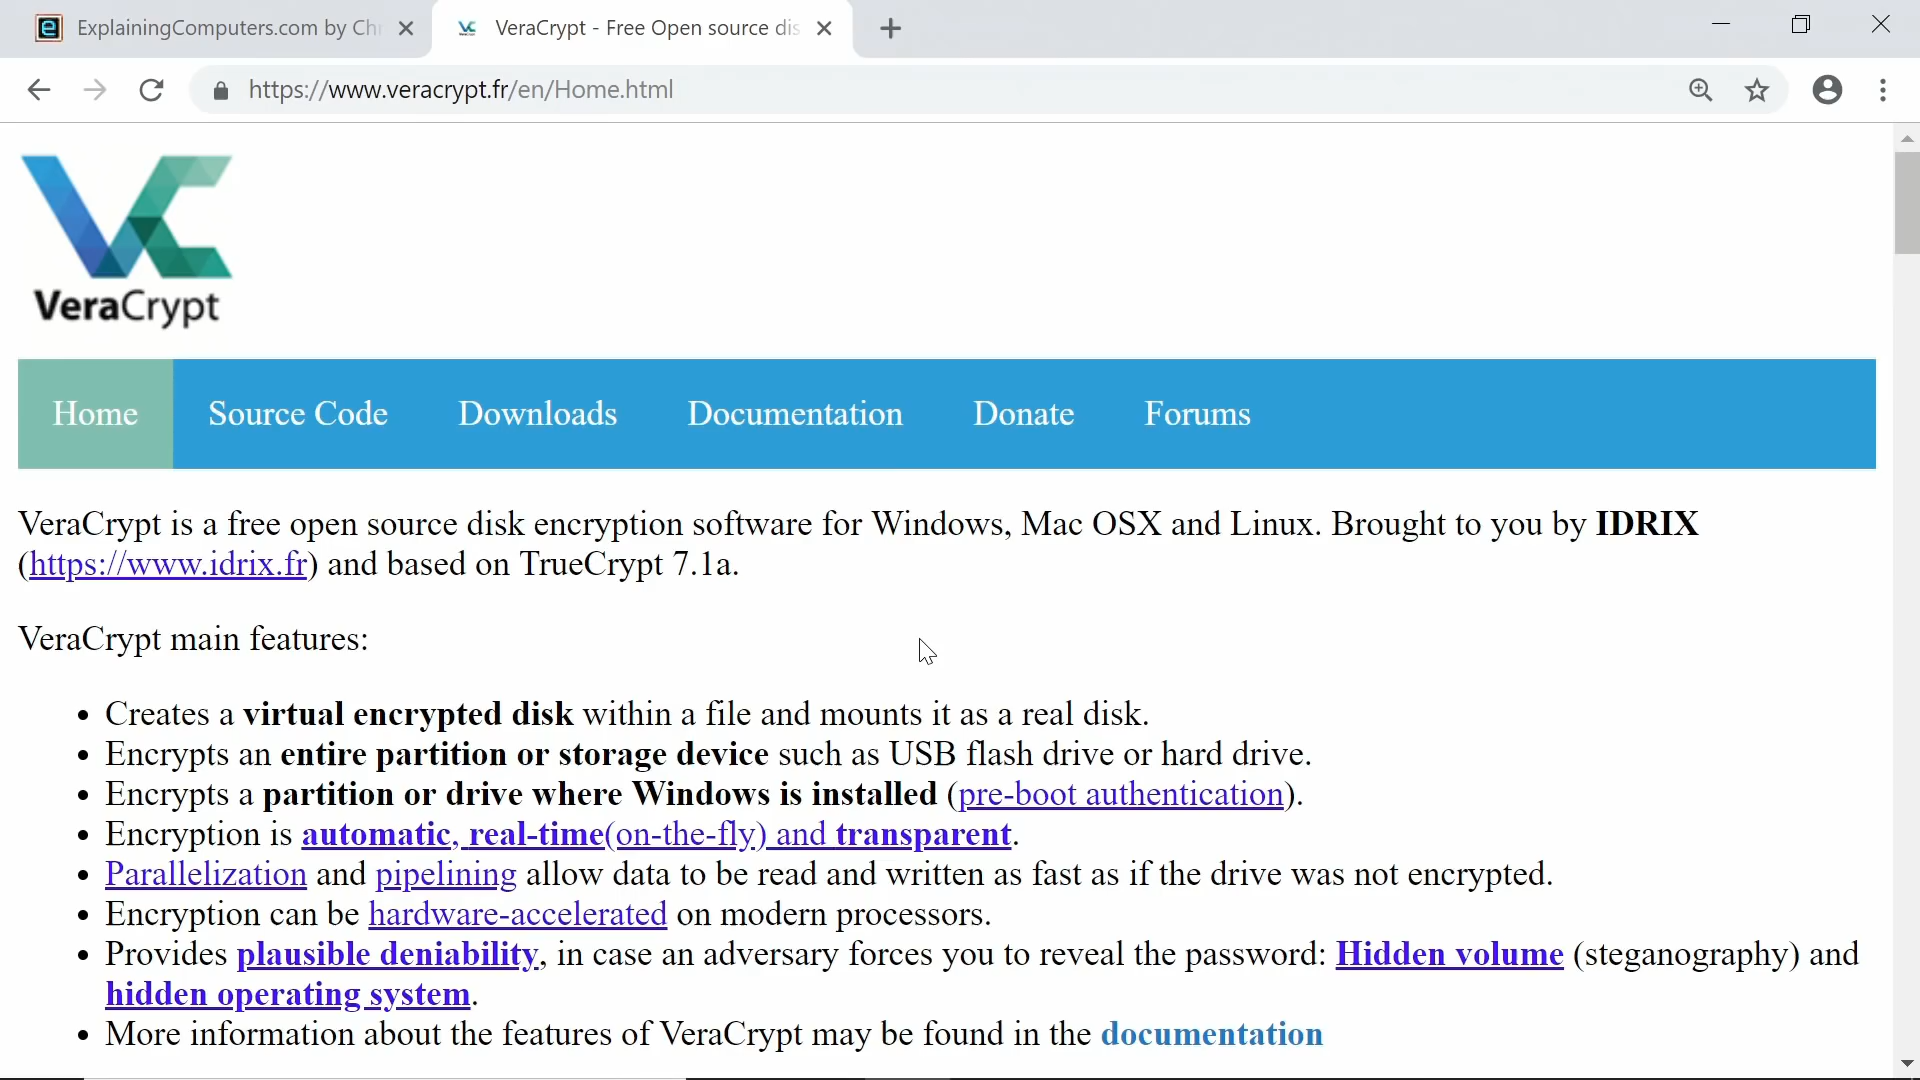 ExplainingComputers.com by Ch
VeraCrypt - Free Open source dis
https://www.veracrypt.fr/en/Home.html
VeraCrypt
Home Source Code Downloads Documentation Donate Forums
VeraCrypt is a free open source disk encryption software for Windows, Mac OSX and Linux. Brought to you by IDRIX
(https://www.idrix.fr) and based on TrueCrypt 7.1a.
VeraCrypt main features:
• Creates a virtual encrypted disk within a file and mounts it as a real disk.
• Encrypts an entire partition or storage device such as USB flash drive or hard drive.
• Encrypts a partition or drive where Windows is installed (pre-boot authentication).
• Encryption is automatic, real-time(on-the-fly) and transparent.
• Parallelization and pipelining allow data to be read and written as fast as if the drive was not encrypted.
• Encryption can be hardware-accelerated on modern processors.
• Provides plausible deniability, in case an adversary forces you to reveal the password: Hidden volume (steganography) and
hidden operating system.
• More information about the features of VeraCrypt may be found in the documentation